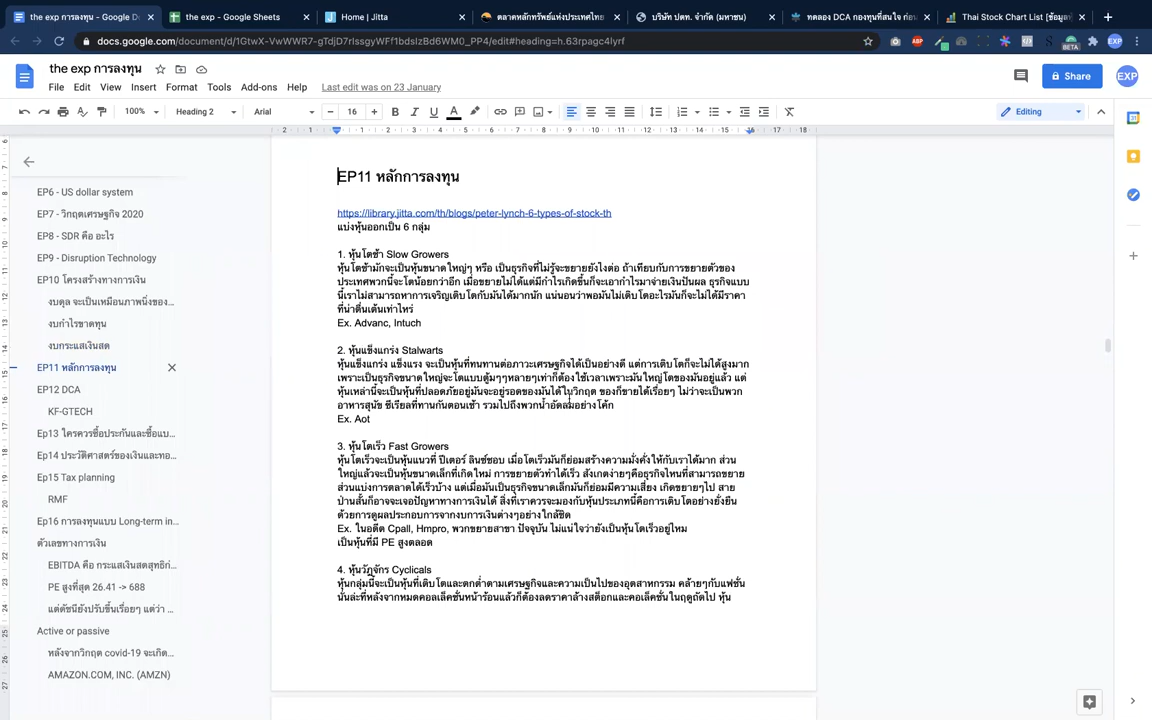 the exp การลงทุน - Google D
the exp - Google Sheets
Home | Jitta
ตลาดหลักทรัพย์แห่งประเทศไทย
บริษัท ปตท. จำกัด (มหาชน)
ทดลอง DCA กองทุนที่สนใจ ก่อน
Thai Stock Chart List [ข้อมูลหุ้
docs.google.com/document/d/1GtwX-VwWWR7-gTdjD7rIssgyWFf1bdsIzBd6WM0_PP4/edit#heading=h.63rpagc4lyrf
BETA
EXP
the exp การลงทุน
File Edit View Insert Format Tools Add-ons Help Last edit was on 23 January
Share
EXP
100% Heading 2 Arial 16 Editing
EP6 - US dollar system
EP7 - วิกฤตเศรษฐกิจ 2020
EP8 - SDR คือ อะไร
EP9 - Disruption Technology
EP10 โครงสร้างทางการเงิน
งบดุล จะเป็นเหมือนภาพนิ่งของ...
งบกำไรขาดทุน
งบกระแสเงินสด
EP11 หลักการลงทุน
EP12 DCA
KF-GTECH
Ep13 ใครควรซื้อประกันและซื้อแบ...
Ep14 ประวัติศาสตร์ของเงินและทอ...
Ep15 Tax planning
RMF
Ep16 การลงทุนแบบ Long-term in...
ตัวเลขทางการเงิน
EBITDA คือ กระแสเงินสดสุทธิก่...
PE สูงที่สุด 26.41 -> 688
แต่ดัชนียังปรับขึ้นเรื่อยๆ แต่ว่า ...
Active or passive
หลังจากวิกฤต covid-19 จะเกิด...
AMAZON.COM, INC. (AMZN)
EP11 หลักการลงทุน
https://library.jitta.com/th/blogs/peter-lynch-6-types-of-stock-th
แบ่งหุ้นออกเป็น 6 กลุ่ม
1. หุ้นโตช้า Slow Growers
หุ้นโตช้ามักจะเป็นหุ้นขนาดใหญ่ๆ หรือ เป็นธุรกิจที่ไม่รู้จะขยายยังไงต่อ ถ้าเทียบกับการขยายตัวของ
ประเทศพวกนี้จะโตน้อยกว่าอีก เมื่อขยายไม่ได้แต่มีกำไรเกิดขึ้นก็จะเอากำไรมาจ่ายเงินปันผล ธุรกิจแบบ
นี้เราไม่สามารถหาการเจริญเติบโตกับมันได้มากนัก แน่นอนว่าพอมันไม่เติบโตอะไรมันก็จะไม่ได้มีราคา
ที่น่าตื่นเต้นเท่าไหร่
Ex. Advanc, Intuch
2. หุ้นแข็งแกร่ง Stalwarts
หุ้นแข็งแกร่ง แข็งแรง จะเป็นหุ้นที่ทนทานต่อภาวะเศรษฐกิจได้เป็นอย่างดี แต่การเติบโตก็จะไม่ได้สูงมาก
เพราะเป็นธุรกิจขนาดใหญ่จะโตแบบตู้มๆหลายๆเท่าก็ต้องใช้เวลาเพราะมันใหญ่โตของมันอยู่แล้ว แต่
หุ้นเหล่านี้จะเป็นหุ้นที่ปลอดภัยอยู่มันจะอยู่รอดของมันได้ในวิกฤต ของก็ขายได้เรื่อยๆ ไม่ว่าจะเป็นพวก
อาหารสุนัข ซีเรียลที่ทานกันตอนเช้า รวมไปถึงพวกน้ำอัดลมอย่างโค้ก
Ex. Aot
3. หุ้นโตเร็ว Fast Growers
หุ้นโตเร็วจะเป็นหุ้นแนวที่ ปีเตอร์ ลินซ์ชอบ เมื่อโตเร็วมันก็ย่อมสร้างความมั่งคั่งให้กับเราได้มาก ส่วน
ใหญ่แล้วจะเป็นหุ้นขนาดเล็กที่เกิดใหม่ การขยายตัวทำได้เร็ว สังเกตง่ายๆคือธุรกิจไหนที่สามารถขยาย
ส่วนแบ่งการตลาดได้เร็วบ้าง แต่เมื่อมันเป็นธุรกิจขนาดเล็กมันก็ย่อมมีความเสี่ยง เกิดขยายๆไป สาย
ป่านสั้นก็อาจจะเจอปัญหาทางการเงินได้ สิ่งที่เราควรจะมองกับหุ้นประเภทนี้คือการเติบโตอย่างยั่งยืน
ด้วยการดูผลประกอบการจากงบการเงินต่างๆอย่างใกล้ชิด
Ex. ในอดีต Cpall, Hmpro, พวกขยายสาขา ปัจจุบัน ไม่แน่ใจว่ายังเป็นหุ้นโตเร็วอยู่ไหม
เป็นหุ้นที่มี PE สูงตลอด
4. หุ้นวัฎจักร Cyclicals
หุ้นกลุ่มนี้จะเป็นหุ้นที่เติบโตและตกต่ำตามเศรษฐกิจและความเป็นไปของอุตสาหกรรม คล้ายๆกับแฟชั่น
นั่นล่ะที่หลังจากหมดคอลเล็คชั่นหน้าร้อนแล้วก็ต้องลดราคาล้างสต็อกและคอเล็คชั่นในฤดูถัดไป หุ้น